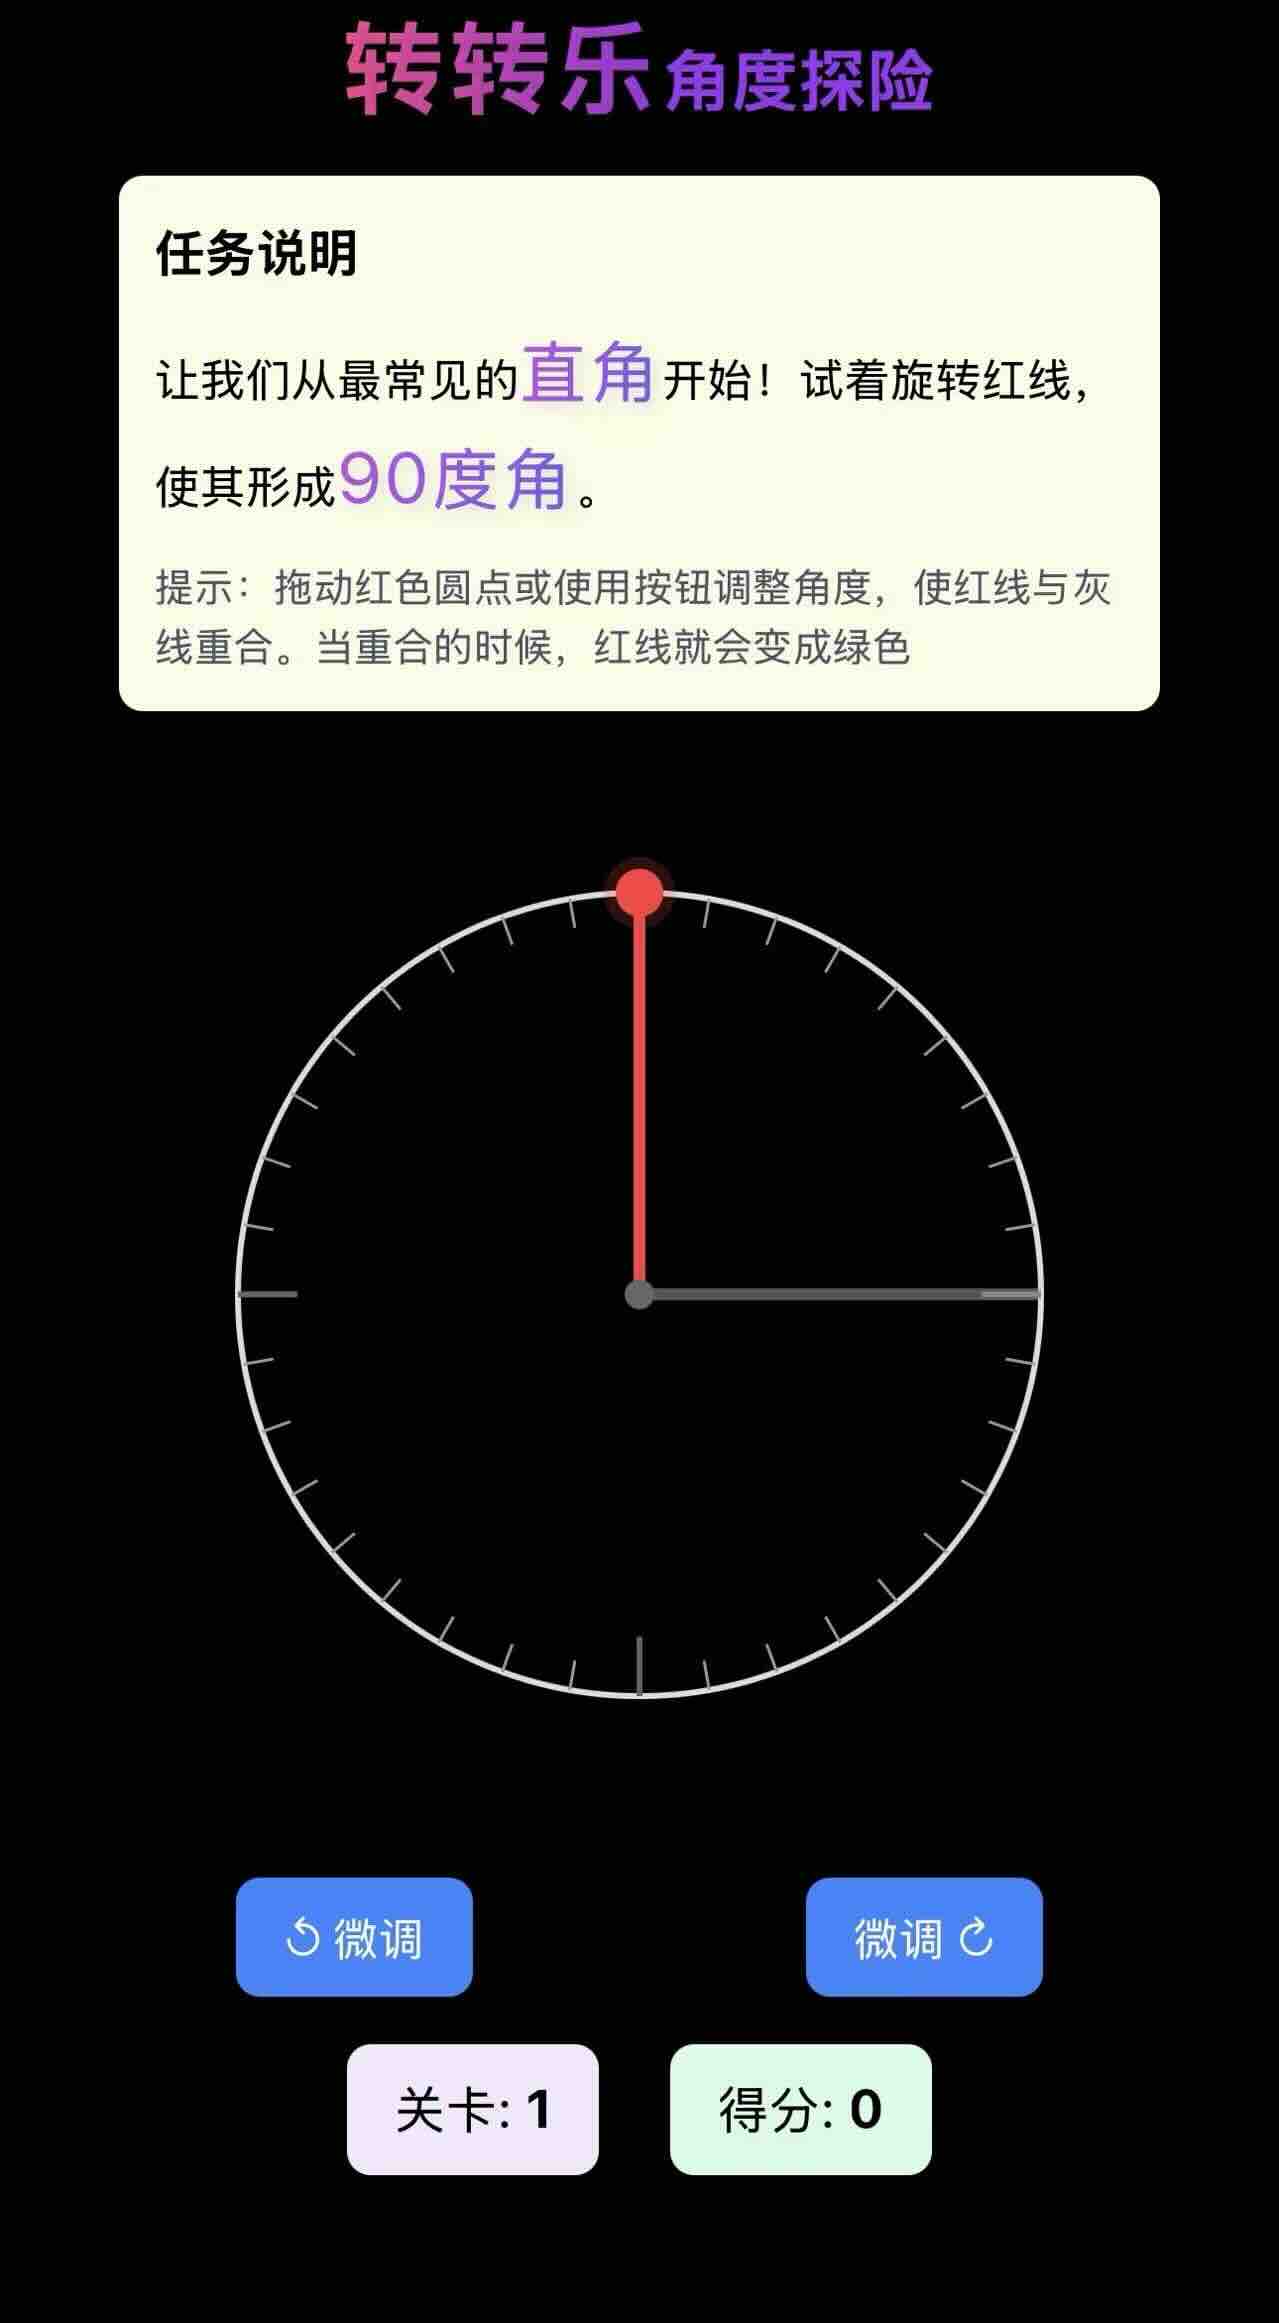 转转乐 角度探险
任务说明
让我们从最常见的直角开始！试着旋转红线，
使其形成90度角。
提示：拖动红色圆点或使用按钮调整角度，使红线与灰
线重合。当重合的时候，红线就会变成绿色
微调
微调
关卡: 1
得分: 0